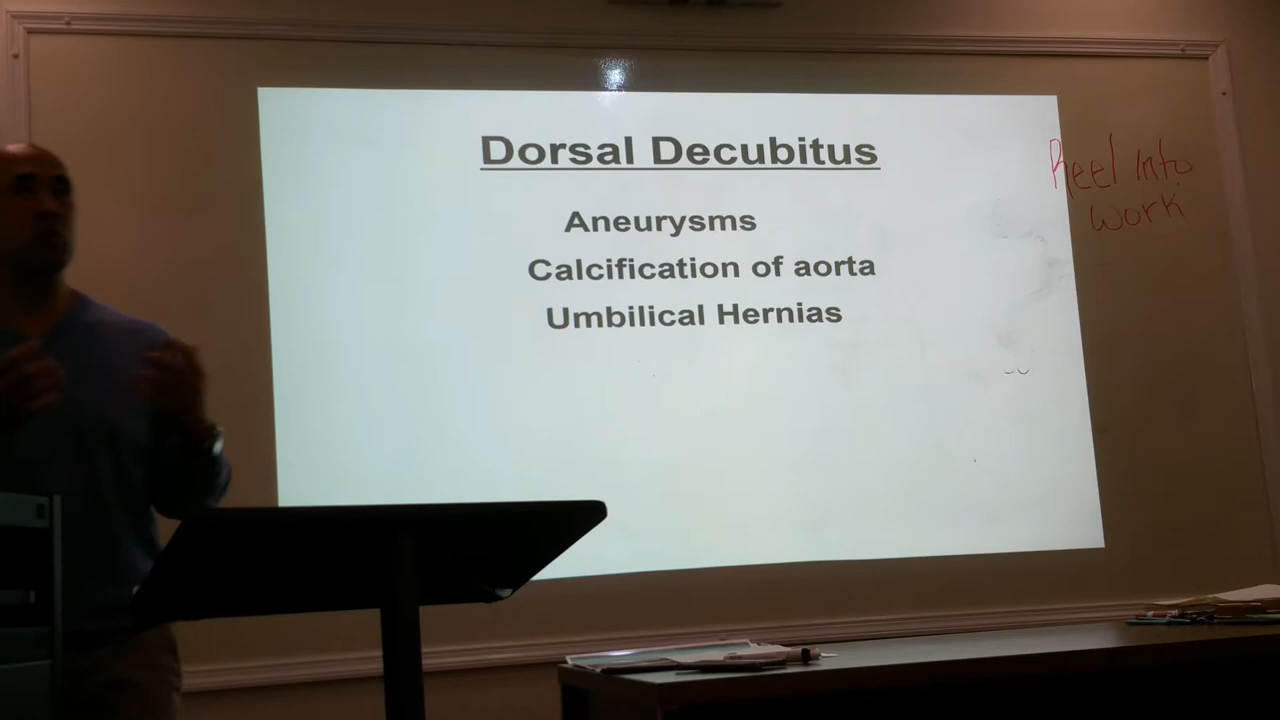 Dorsal Decubitus
Aneurysms
Calcification of aorta
Umbilical Hernias
Reel Into
Work